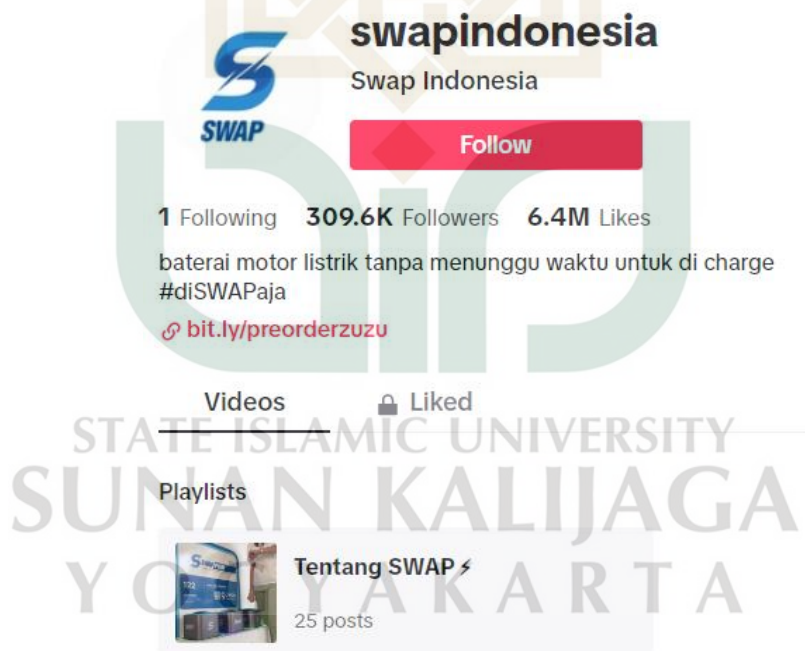 swapindonesia
Swap Indonesia
SWAP
Follow
1 Following 309.6K Followers 6.4M Likes
baterai motor listrik tanpa menunggu waktu untuk di charge
#diSWAPaja
bit.ly/preorderzuzu
Videos Liked
STATE ISLAMIC UNIVERSITY
SUNAN KALIJAGA
YOGYAKARTA
Playlists
Tentang SWAP⚡
25 posts